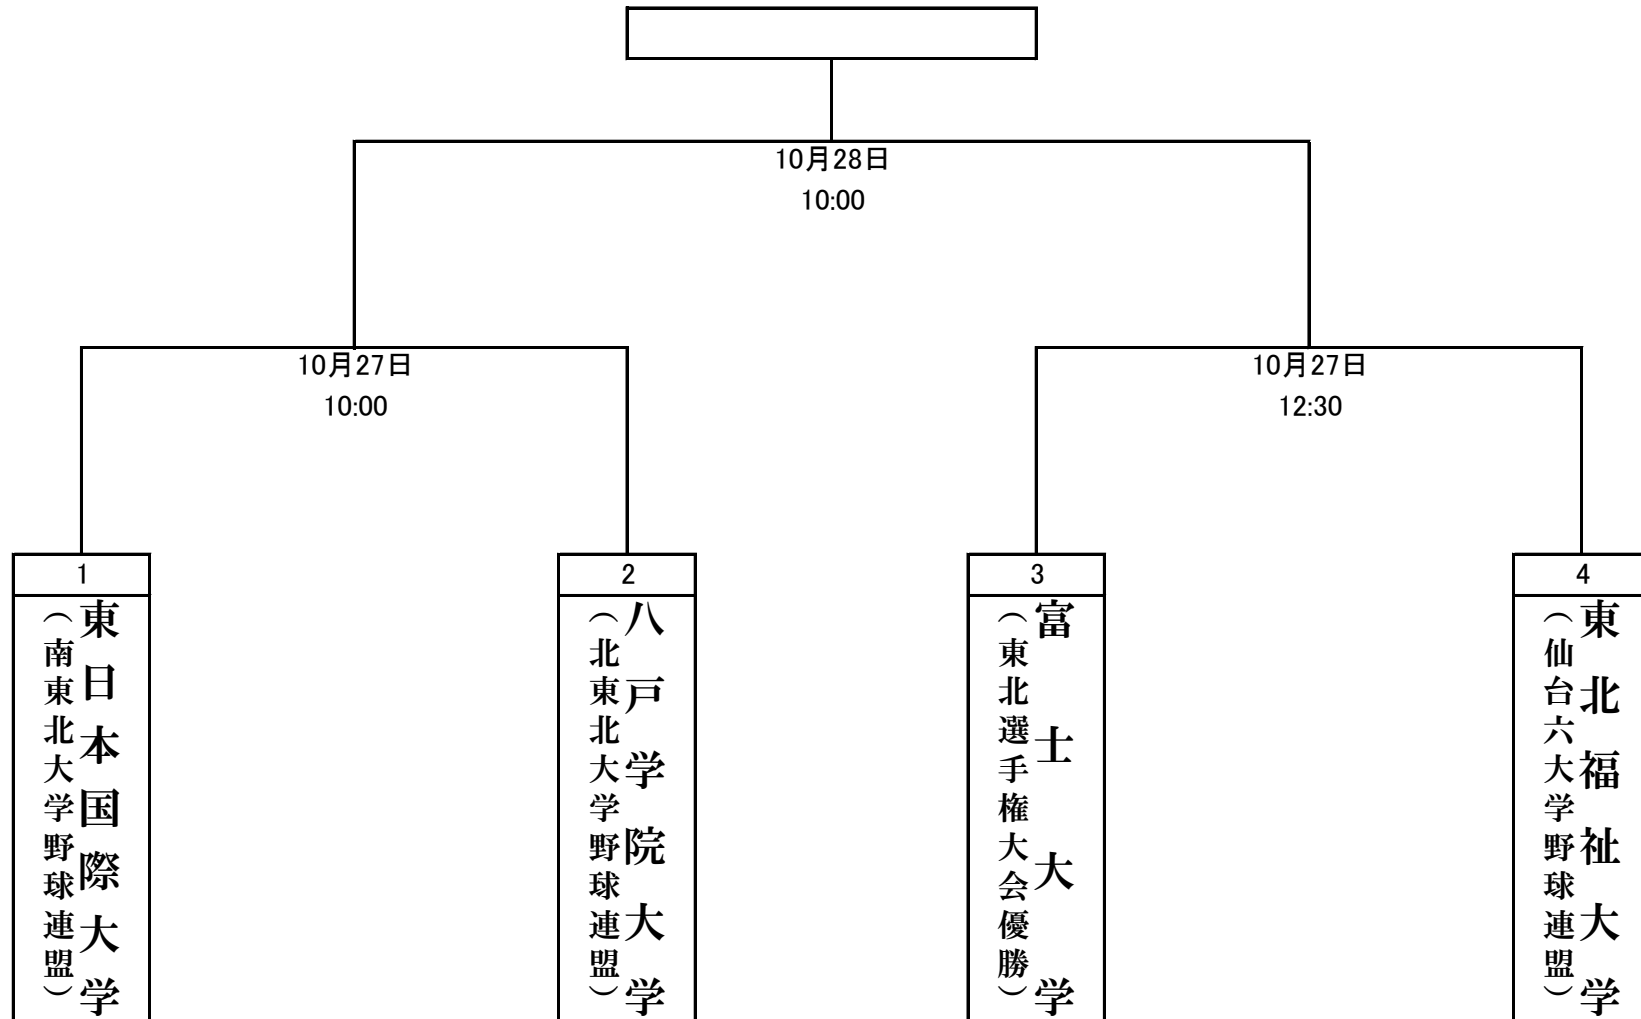 10月28日
10:00
10月27日
10:00
10月27日
12:30
1
東日本国際大学
（南東北大学野球連盟）
2
八戸学院大学
（北東北大学野球連盟）
3
富士大学
（東北選手権大会優勝）
4
東北福祉大学
（仙台六大学野球連盟）